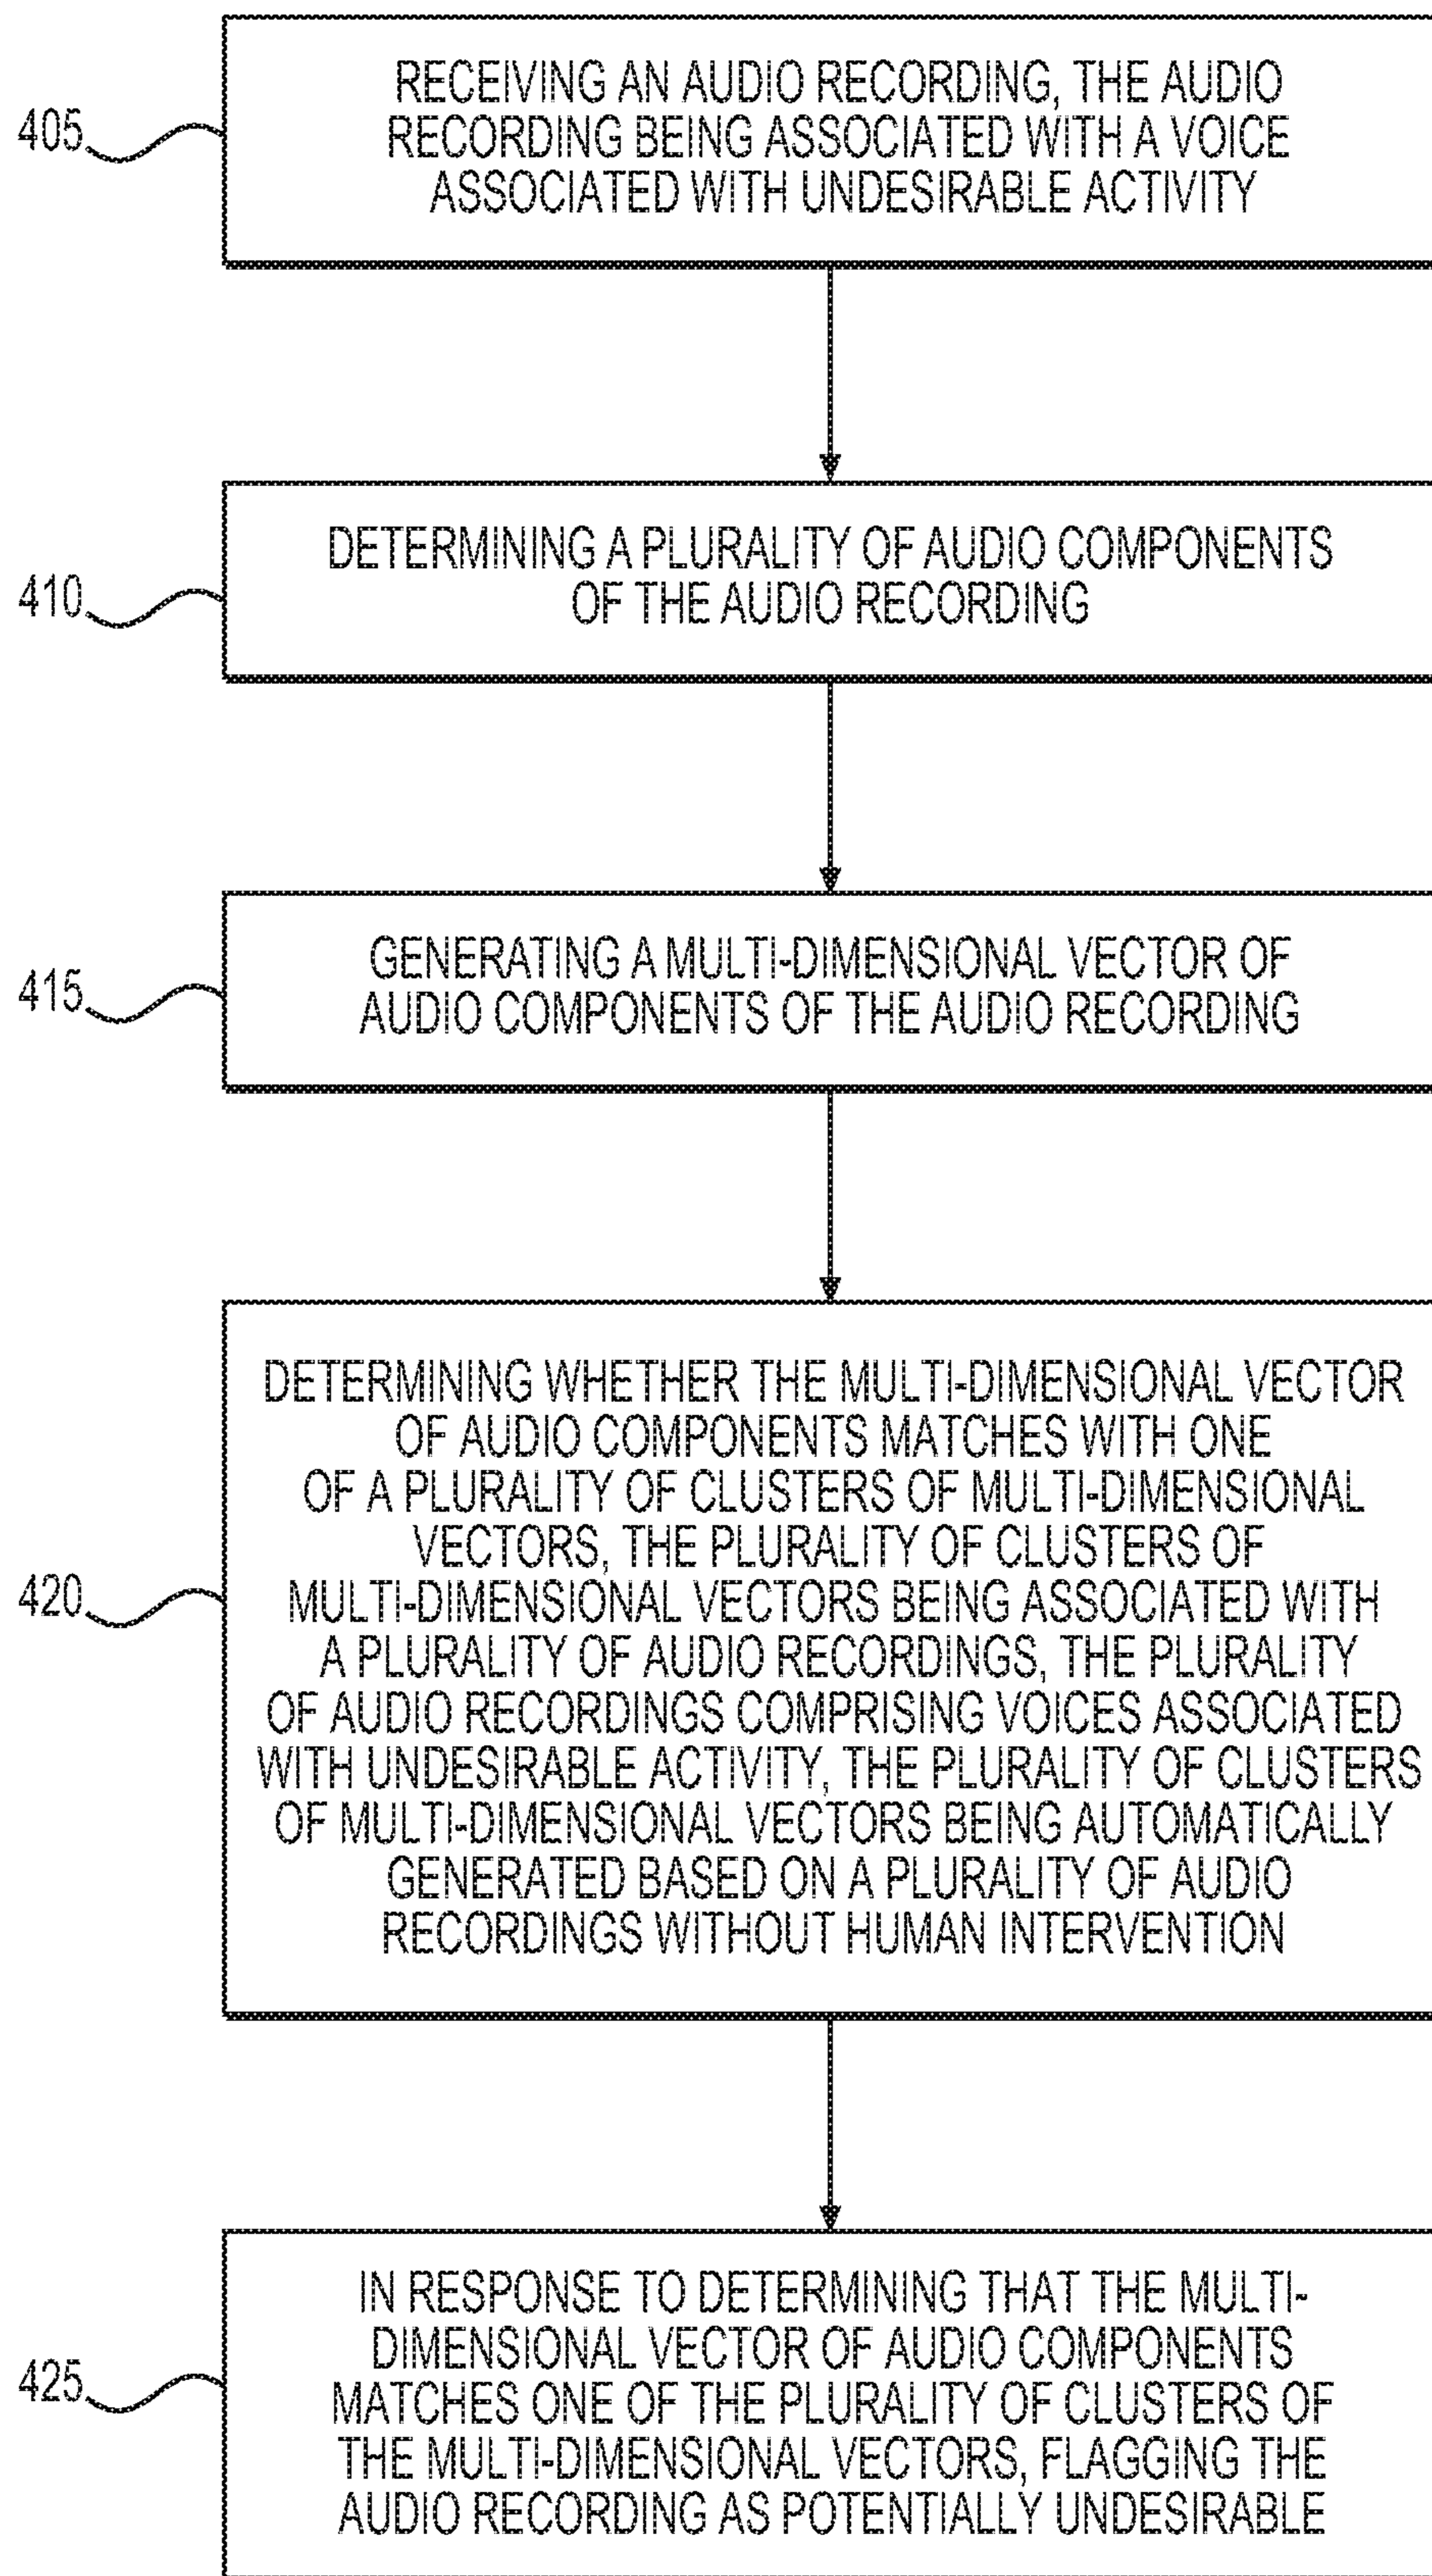 405
RECEIVING AN AUDIO RECORDING, THE AUDIO
RECORDING BEING ASSOCIATED WITH A VOICE
ASSOCIATED WITH UNDESIRABLE ACTIVITY
410
DETERMINING A PLURALITY OF AUDIO COMPONENTS
OF THE AUDIO RECORDING
415
GENERATING A MULTI-DIMENSIONAL VECTOR OF
AUDIO COMPONENTS OF THE AUDIO RECORDING
420
DETERMINING WHETHER THE MULTI-DIMENSIONAL VECTOR
OF AUDIO COMPONENTS MATCHES WITH ONE
OF A PLURALITY OF CLUSTERS OF MULTI-DIMENSIONAL
VECTORS, THE PLURALITY OF CLUSTERS OF
MULTI-DIMENSIONAL VECTORS BEING ASSOCIATED WITH
A PLURALITY OF AUDIO RECORDINGS, THE PLURALITY
OF AUDIO RECORDINGS COMPRISING VOICES ASSOCIATED
WITH UNDESIRABLE ACTIVITY, THE PLURALITY OF CLUSTERS
OF MULTI-DIMENSIONAL VECTORS BEING AUTOMATICALLY
GENERATED BASED ON A PLURALITY OF AUDIO
RECORDINGS WITHOUT HUMAN INTERVENTION
425
IN RESPONSE TO DETERMINING THAT THE MULTI-
DIMENSIONAL VECTOR OF AUDIO COMPONENTS
MATCHES ONE OF THE PLURALITY OF CLUSTERS OF
THE MULTI-DIMENSIONAL VECTORS, FLAGGING THE
AUDIO RECORDING AS POTENTIALLY UNDESIRABLE